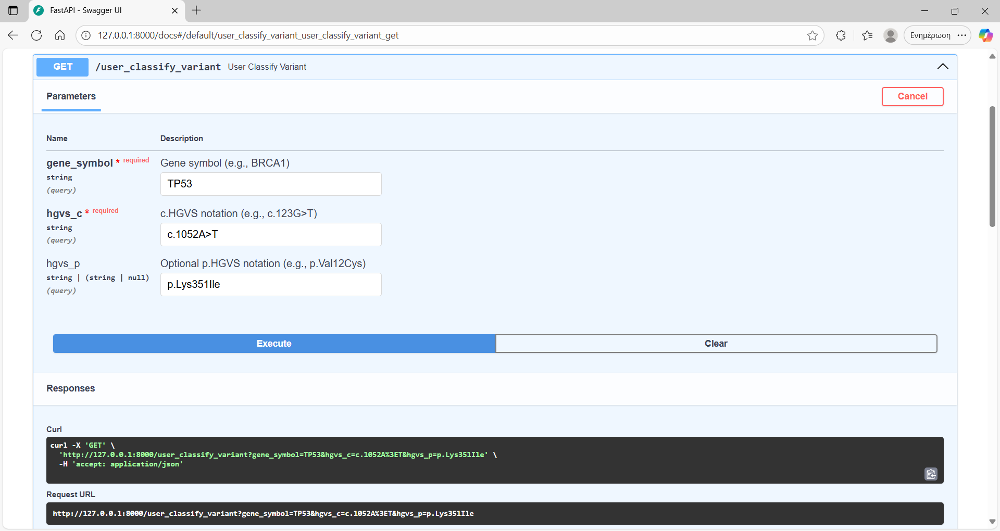 FastAPI - Swagger UI
127.0.0.1:8000/docs#/default/user_classify_variant_user_classify_variant_get
Ενημέρωση
GET /user_classify_variant User Classify Variant
Parameters
Cancel
Name Description
gene_symbol * required
string
(query)
Gene symbol (e.g., BRCA1)
TP53
hgvs_c * required
string
(query)
c.HGVS notation (e.g., c.123G>T)
c.1052A>T
hgvs_p
string | (string | null)
(query)
Optional p.HGVS notation (e.g., p.Val12Cys)
p.Lys351Ile
Execute
Clear
Responses
Curl
curl -X 'GET' \
'http://127.0.0.1:8000/user_classify_variant?gene_symbol=TP53&hgvs_c=c.1052A%3ET&hgvs_p=p.Lys351Ile' \
-H 'accept: application/json'
Request URL
http://127.0.0.1:8000/user_classify_variant?gene_symbol=TP53&hgvs_c=c.1052A%3ET&hgvs_p=p.Lys351Ile